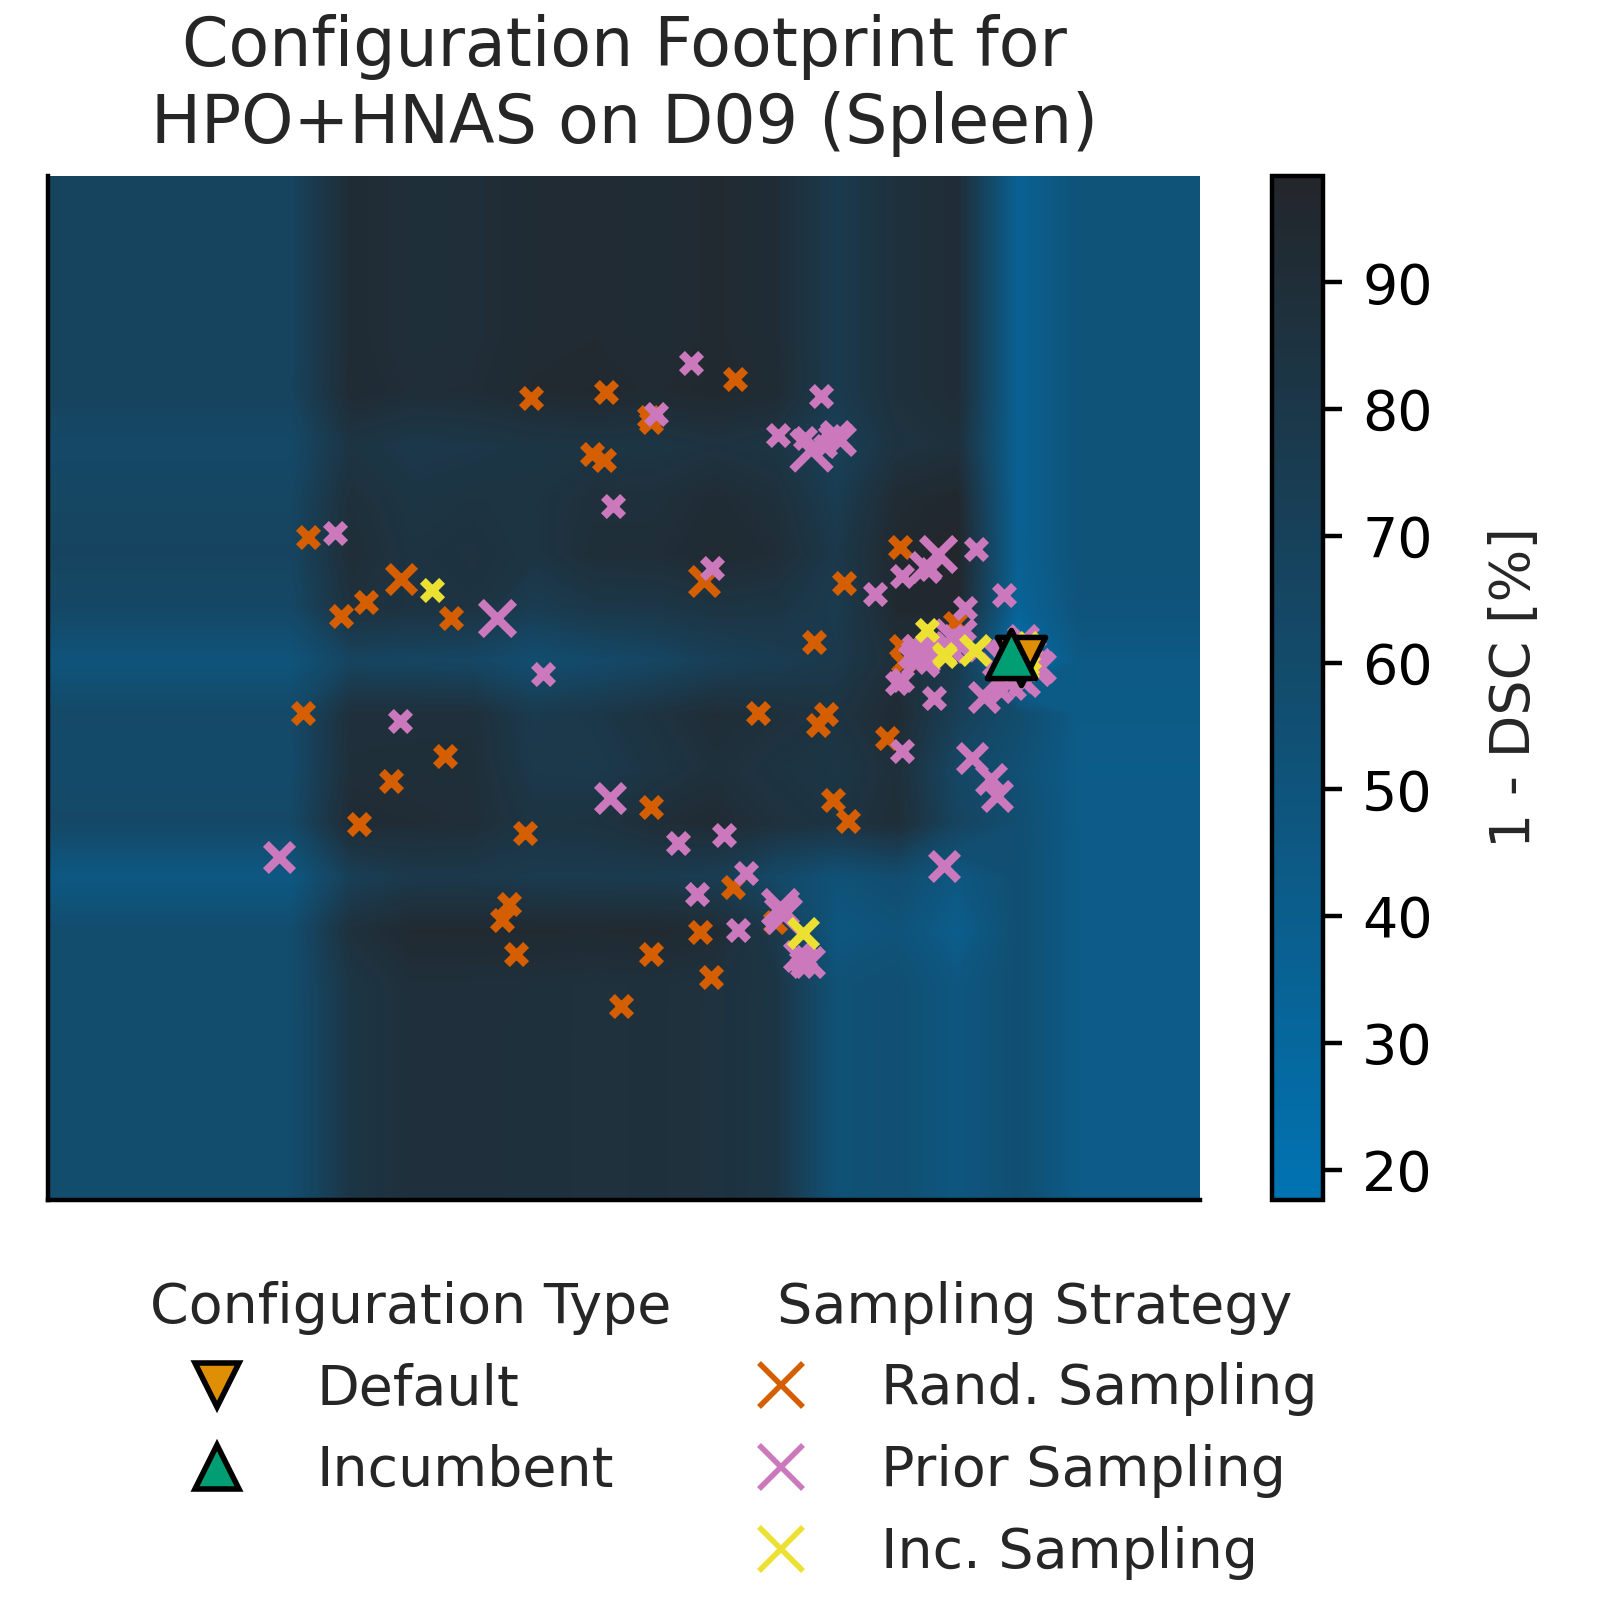 Configuration Footprint for
HPO+HNAS on D09 (Spleen)
90
80
70
60
50
40
30
20
1 - DSC [%]
Configuration Type
Default
Incumbent
Sampling Strategy
Rand. Sampling
Prior Sampling
Inc. Sampling